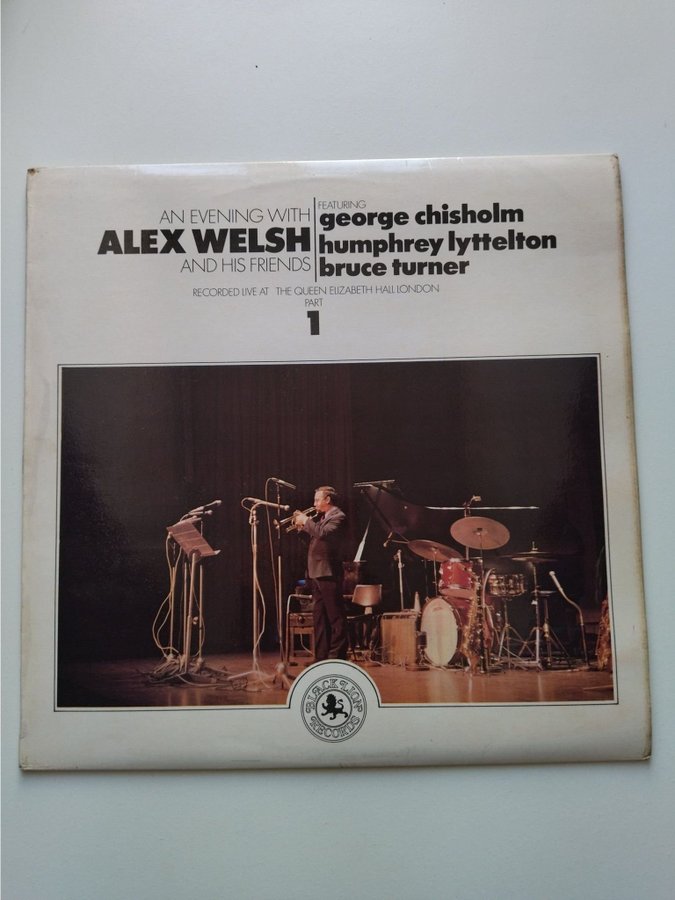 AN EVENING WITH
ALEX WELSH
AND HIS FRIENDS
FEATURING
george chisholm
humphrey lyttelton
bruce turner
RECORDED LIVE AT THE QUEEN ELIZABETH HALL LONDON
PART
1
BLACK LION
RECORDS